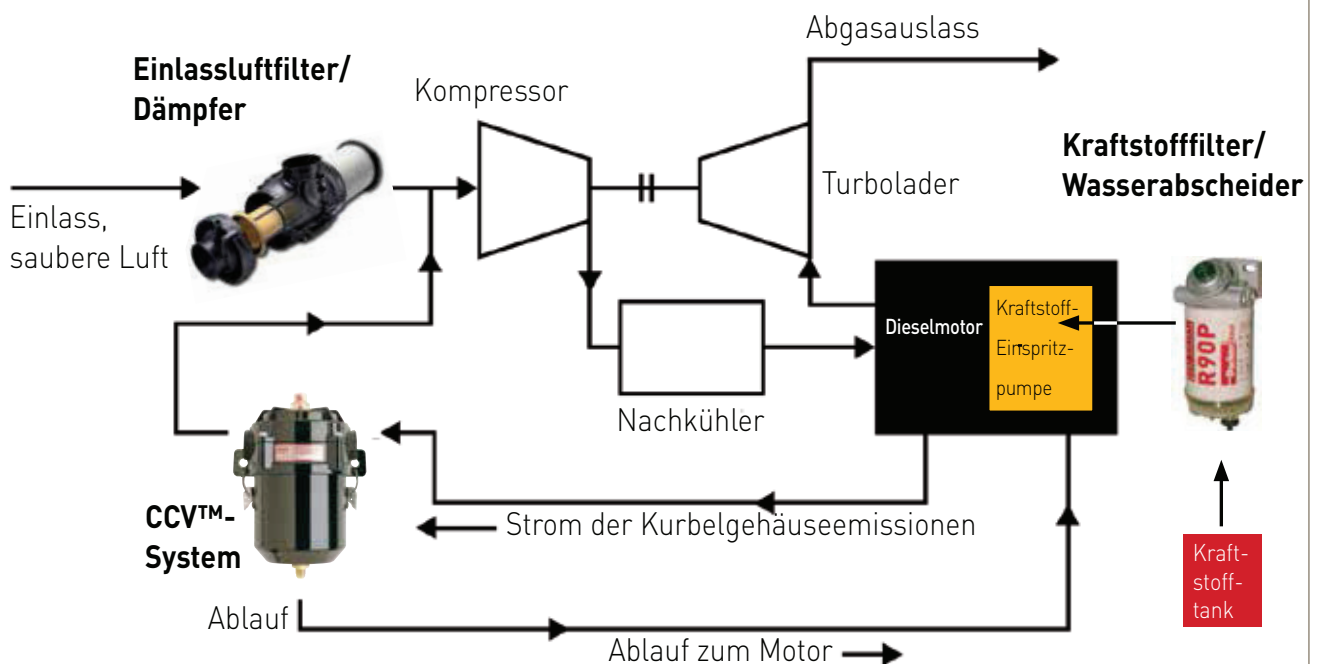 Abgasauslass
Einlassluftfilter/
Dämpfer
Kompressor
Kraftstofffilter/
Wasserabscheider
Turbolader
Einlass,
saubere Luft
Dieselmotor
Kraftstoff-
Einspritz-
pumpe
R90P
Nachkühler
CCV™-
System
Strom der Kurbelgehäuseemissionen
Kraft-
stoff-
tank
Ablauf
Ablauf zum Motor